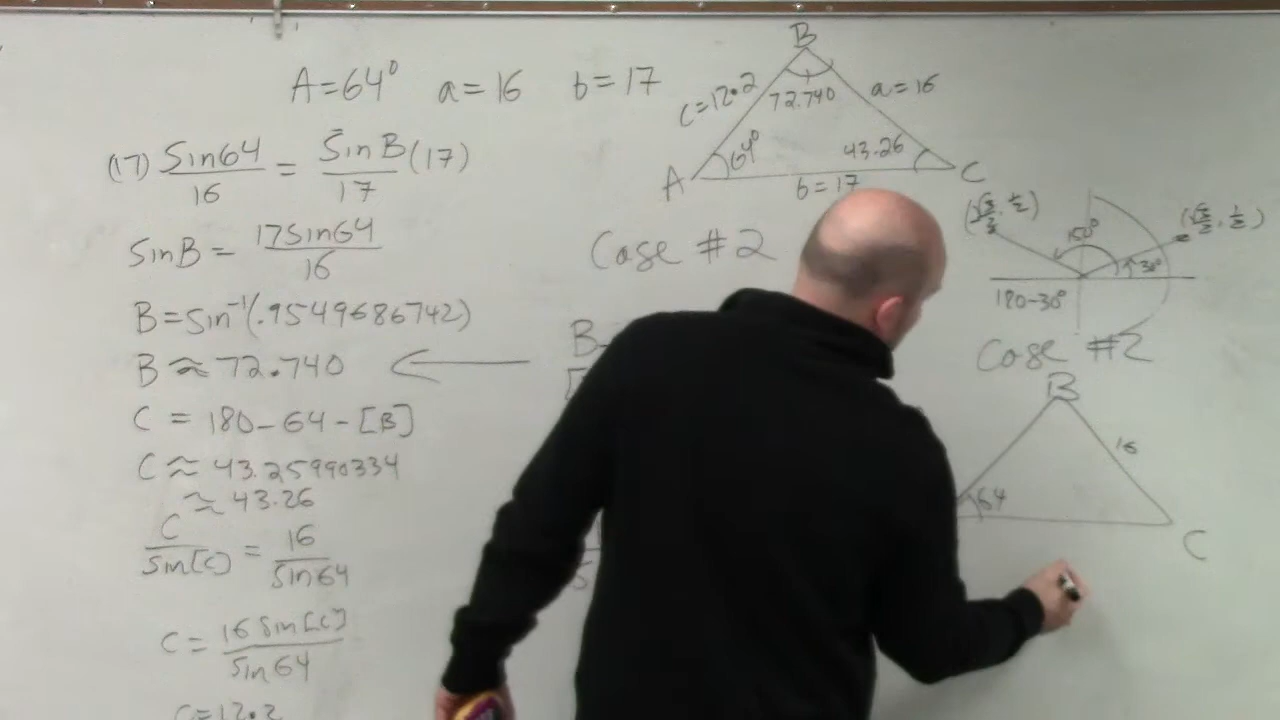 A=64° a=16 b=17
(17) Sin64/16 = SinB/17 (17)
SinB = 17Sin64/16
B=Sin⁻¹(.9549686742)
B≈72.740
C = 180-64-[B]
C≈43.25990334
≈43.26
C/Sin[C] = 16/Sin64
C = 16 Sin[C]/Sin64
C=12.2
B
C=12.2
72.740
a=16
A
64°
43.26
C
b=17
Case #2
B
(√3/2, 1/2)
150°
(√3/2, 1/2)
30°
180-30°
Case #2
B
16
64
C